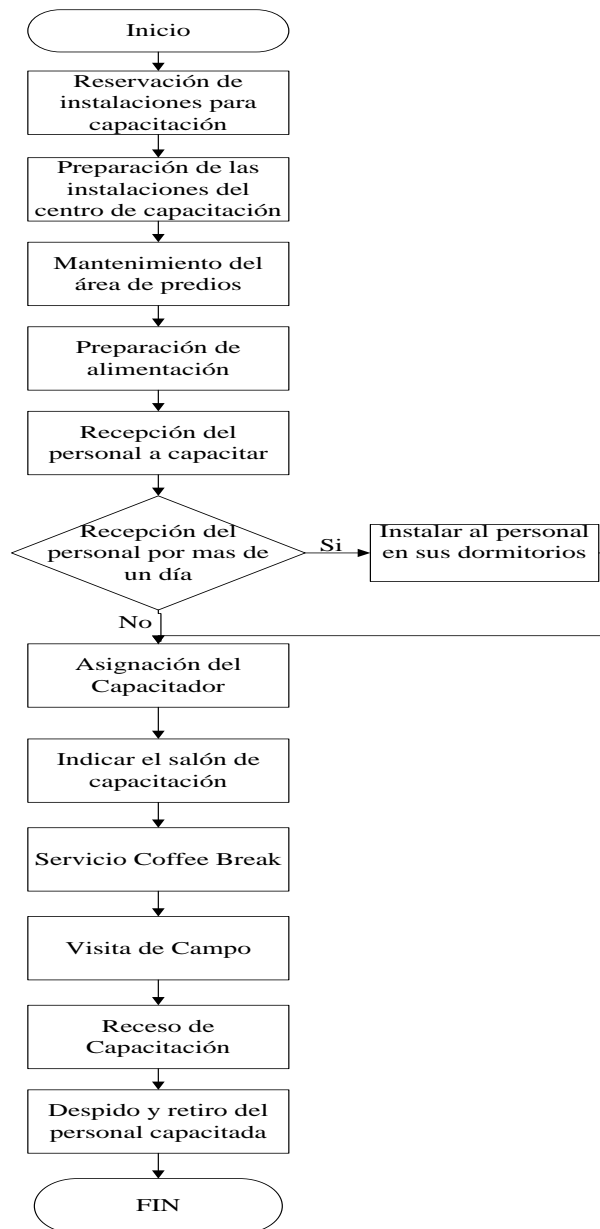 Inicio
Reservación de
instalaciones para
capacitación
Preparación de las
instalaciones del
centro de capacitación
Mantenimiento del
área de predios
Preparación de
alimentación
Recepción del
personal a capacitar
Recepción del
personal por mas de
un día
Si
Instalar al personal
en sus dormitorios
No
Asignación del
Capacitador
Indicar el salón de
capacitación
Servicio Coffee Break
Visita de Campo
Receso de
Capacitación
Despido y retiro del
personal capacitada
FIN